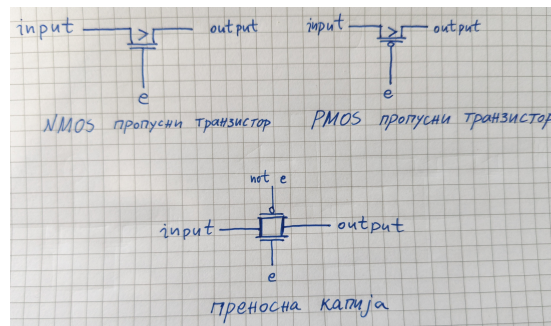 input output
e
NMOS пропусни транзистор
input output
e
PMOS пропусни транзистор
not e
input output
e
преносна капија